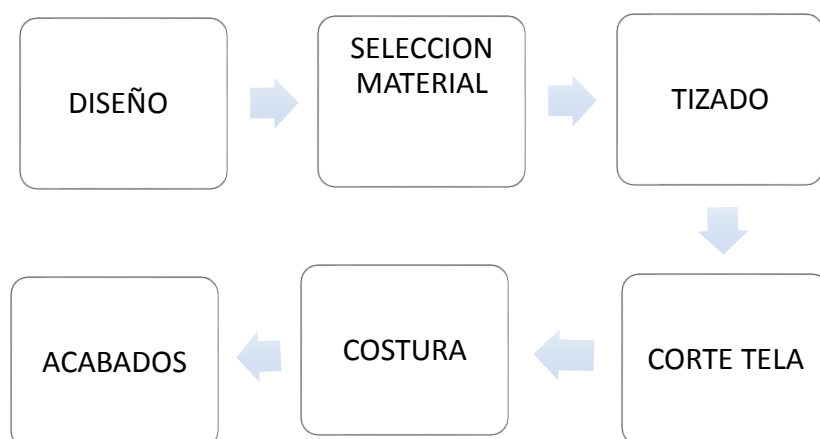 DISEÑO
SELECCION
MATERIAL
TIZADO
CORTE TELA
COSTURA
ACABADOS